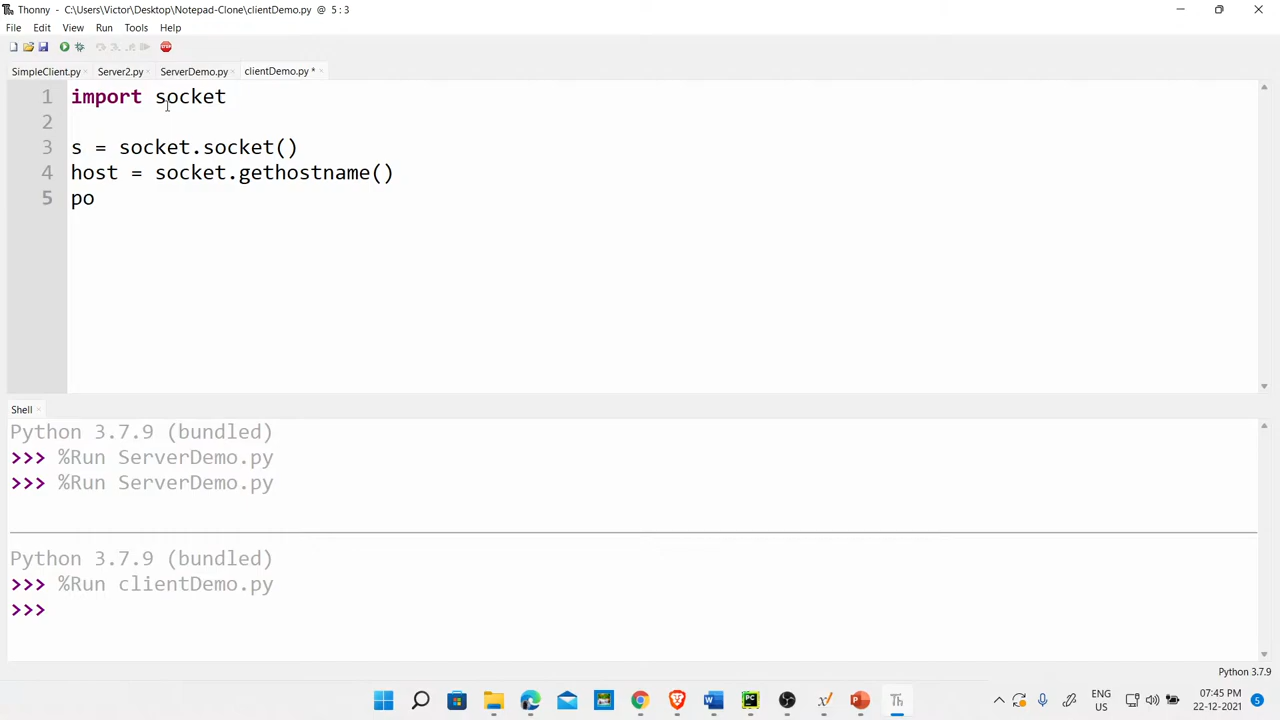 Thonny - C:\Users\Victor\Desktop\Notepad-Clone\clientDemo.py @ 5 : 3
File Edit View Run Tools Help
SimpleClient.py × Server2.py × ServerDemo.py × clientDemo.py * ×
1 import socket
2
3 s = socket.socket()
4 host = socket.gethostname()
5 po
Shell ×
Python 3.7.9 (bundled)
>>> %Run ServerDemo.py
>>> %Run ServerDemo.py
Python 3.7.9 (bundled)
>>> %Run clientDemo.py
>>>
Python 3.7.9
ENG
US
07:45 PM
22-12-2021
5